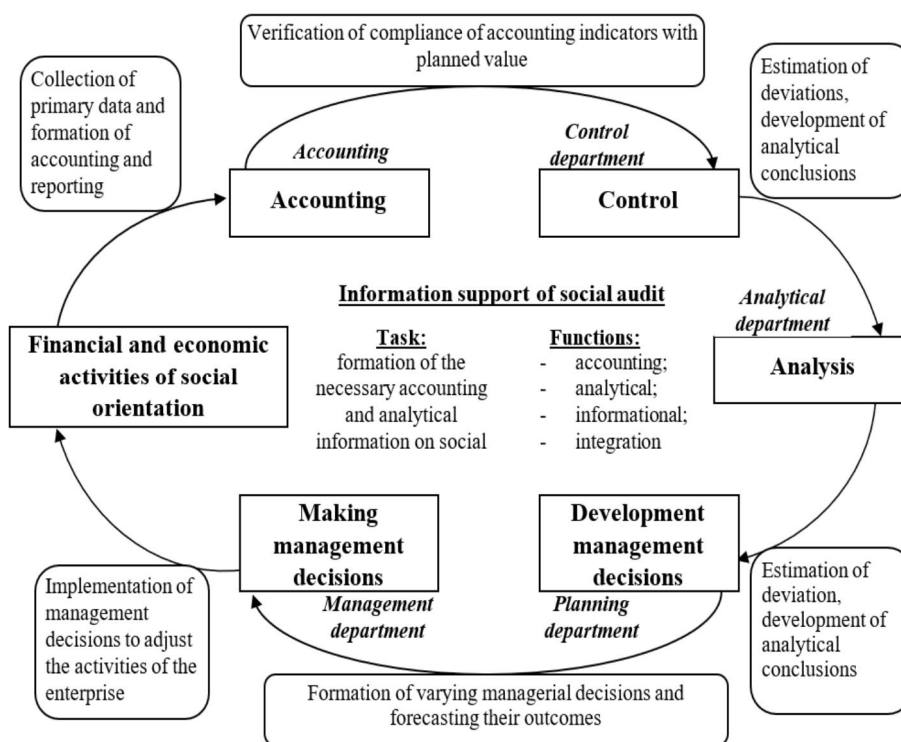 Verification of compliance of accounting indicators with
planned value
Collection of
primary data and
formation of
accounting and
reporting
Estimation of
deviations,
development of
analytical
conclusions
Accounting
Control
department
Accounting
Control
Information support of social audit
Analytical
department
Financial and economic
activities of social
orientation
Task:
formation of the
necessary accounting
and analytical
information on social
Functions:
- accounting;
- analytical;
- informational;
- integration
Analysis
Making
management
decisions
Development
management
decisions
Management
department
Planning
department
Implementation of
management
decisions to adjust
the activities of the
enterprise
Estimation of
deviation,
development of
analytical
conclusions
Formation of varying managerial decisions and
forecasting their outcomes